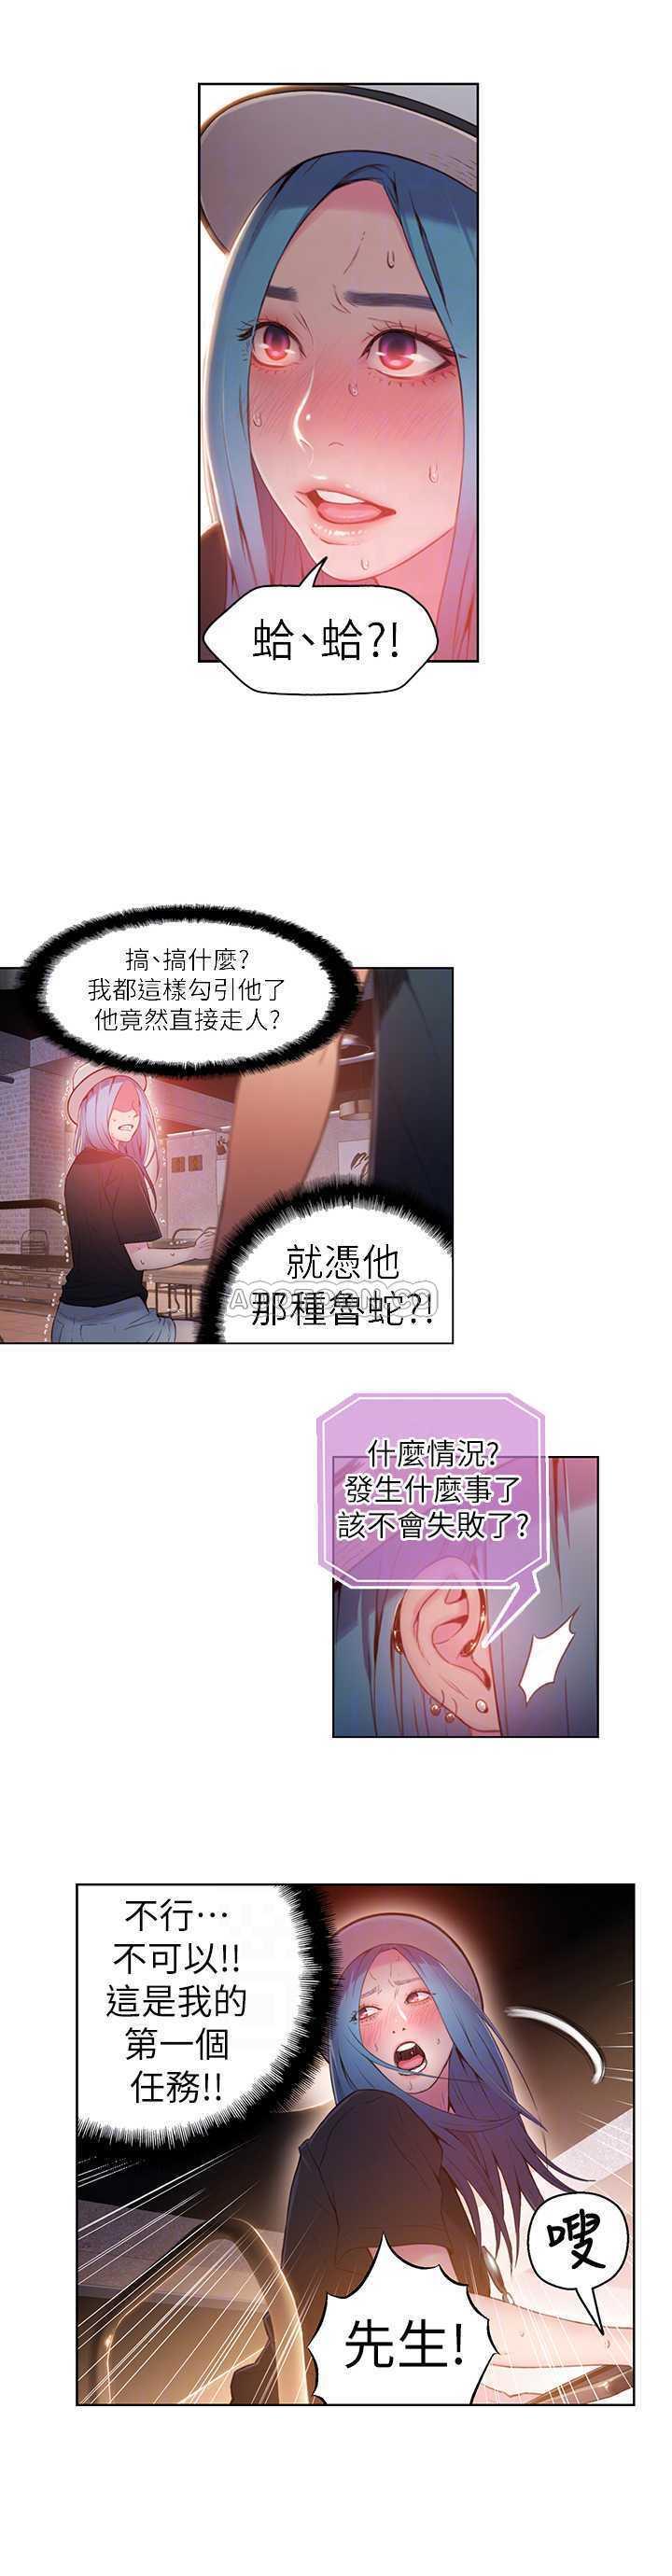 蛤、蛤?!
搞、搞什麼?
我都這樣勾引他了
他竟然直接走人?
就憑他
那種魯蛇?!
什麼情況?
發生什麼事了
該不會失敗了?
不行…
不可以!!
這是我的
第一個
任務!!
嗖
先生!